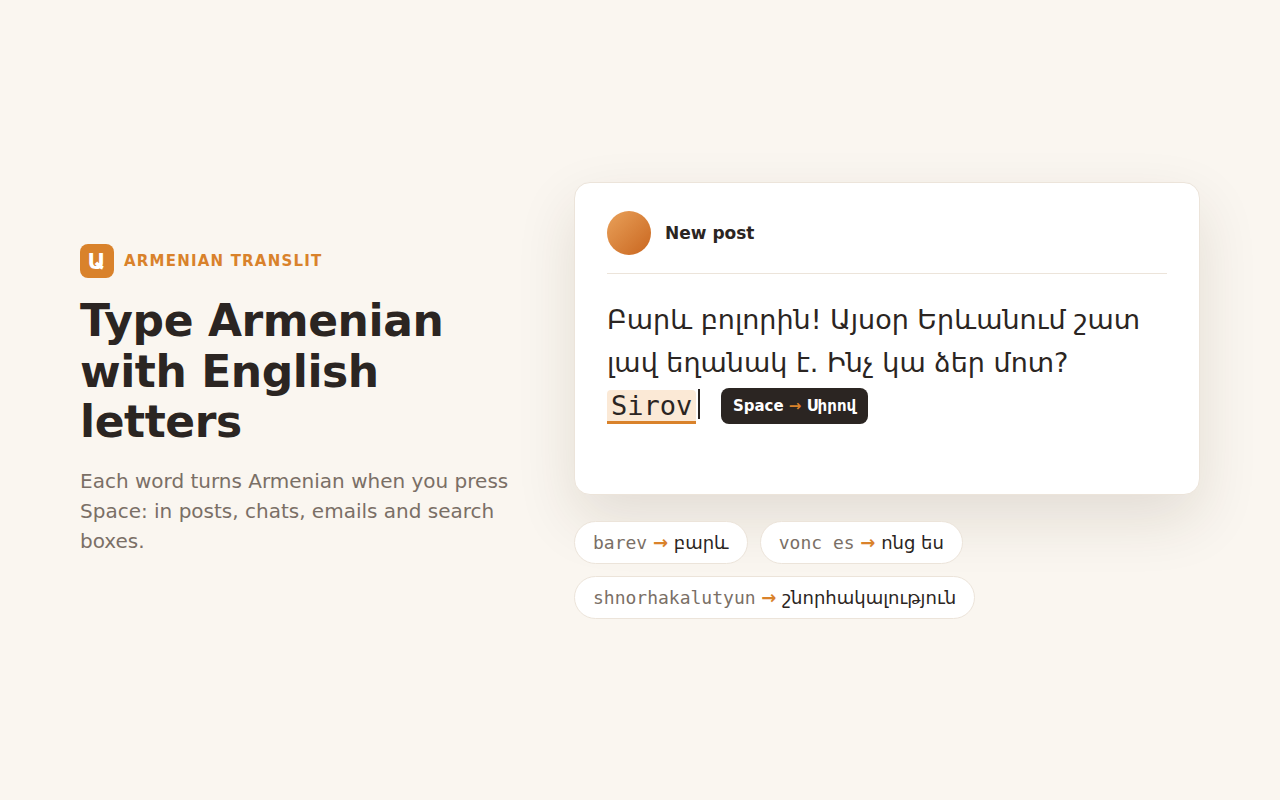 Ա ARMENIAN TRANSLIT
Type Armenian
with English
letters
Each word turns Armenian when you press
Space: in posts, chats, emails and search
boxes.
New post
Բարև բոլորին! Այսօր Երևանում շատ
լավ եղանակ է. Ինչ կա ձեր մոտ?
Sirov Space → Սիրով
barev → բարև vonc es → ոնց ես
shnorhakalutyun → շնորհակալություն